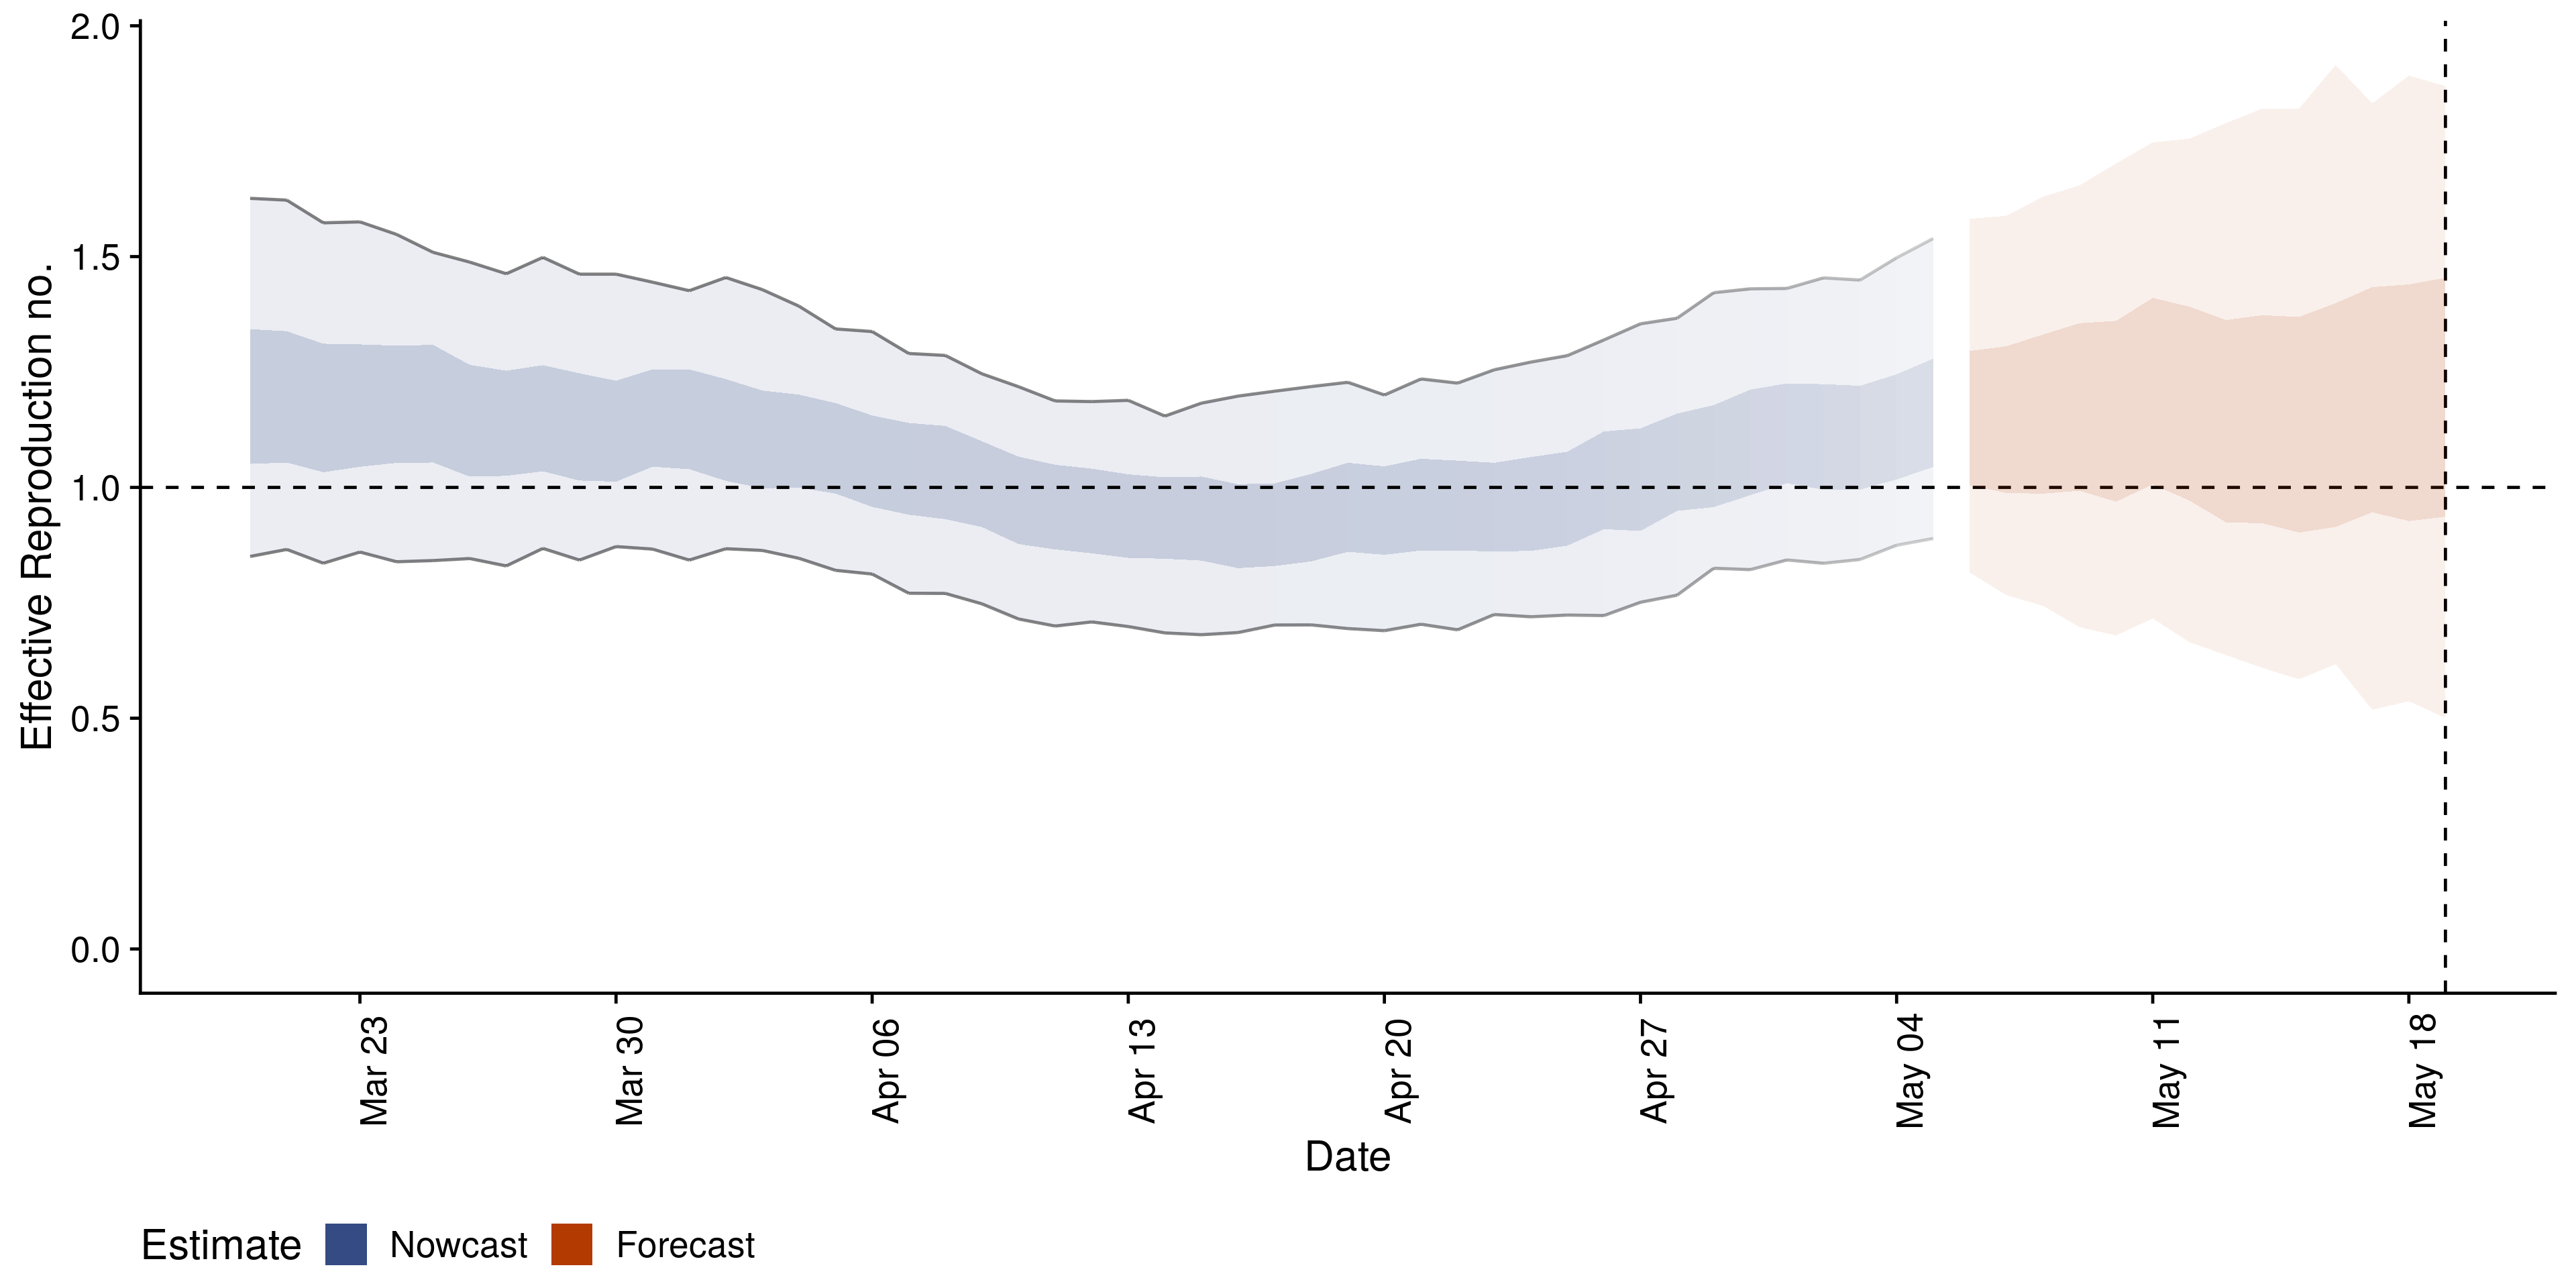 2.0
1.5
1.0
0.5
0.0
Effective Reproduction no.
Mar 23
Mar 30
Apr 06
Apr 13
Apr 20
Apr 27
May 04
May 11
May 18
Date
Estimate Nowcast Forecast